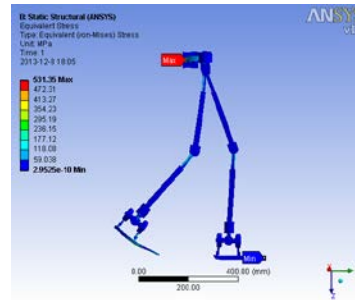 B: Static Structural (ANSYS)
Equivalent Stress
Type: Equivalent (von-Mises) Stress
Unit: MPa
Time: 1
2013-12-8 18:05
531.35 Max
472.31
413.27
354.23
295.19
236.15
177.12
118.08
59.038
2.9525e-10 Min
ANSY
Max
Min
0.00
400.00 (mm)
200.00
X
Z